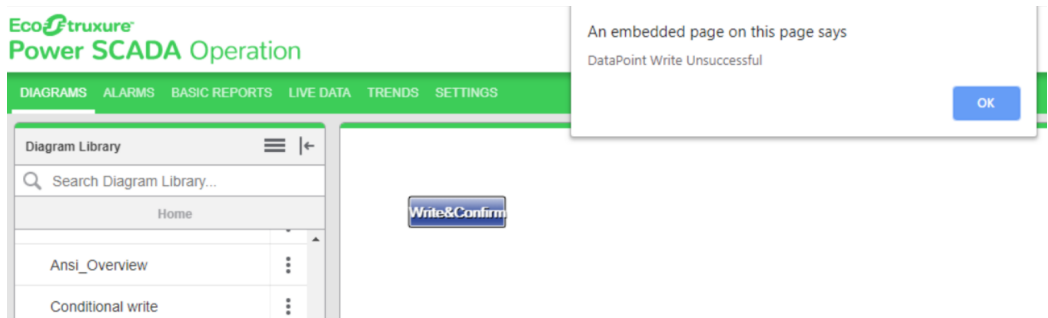 EcoStruxure
Power SCADA Operation
An embedded page on this page says
DataPoint Write Unsuccessful
OK
DIAGRAMS ALARMS BASIC REPORTS LIVE DATA TRENDS SETTINGS
Diagram Library
Search Diagram Library...
Home
Write&Confirm
Ansi_Overview
Conditional write